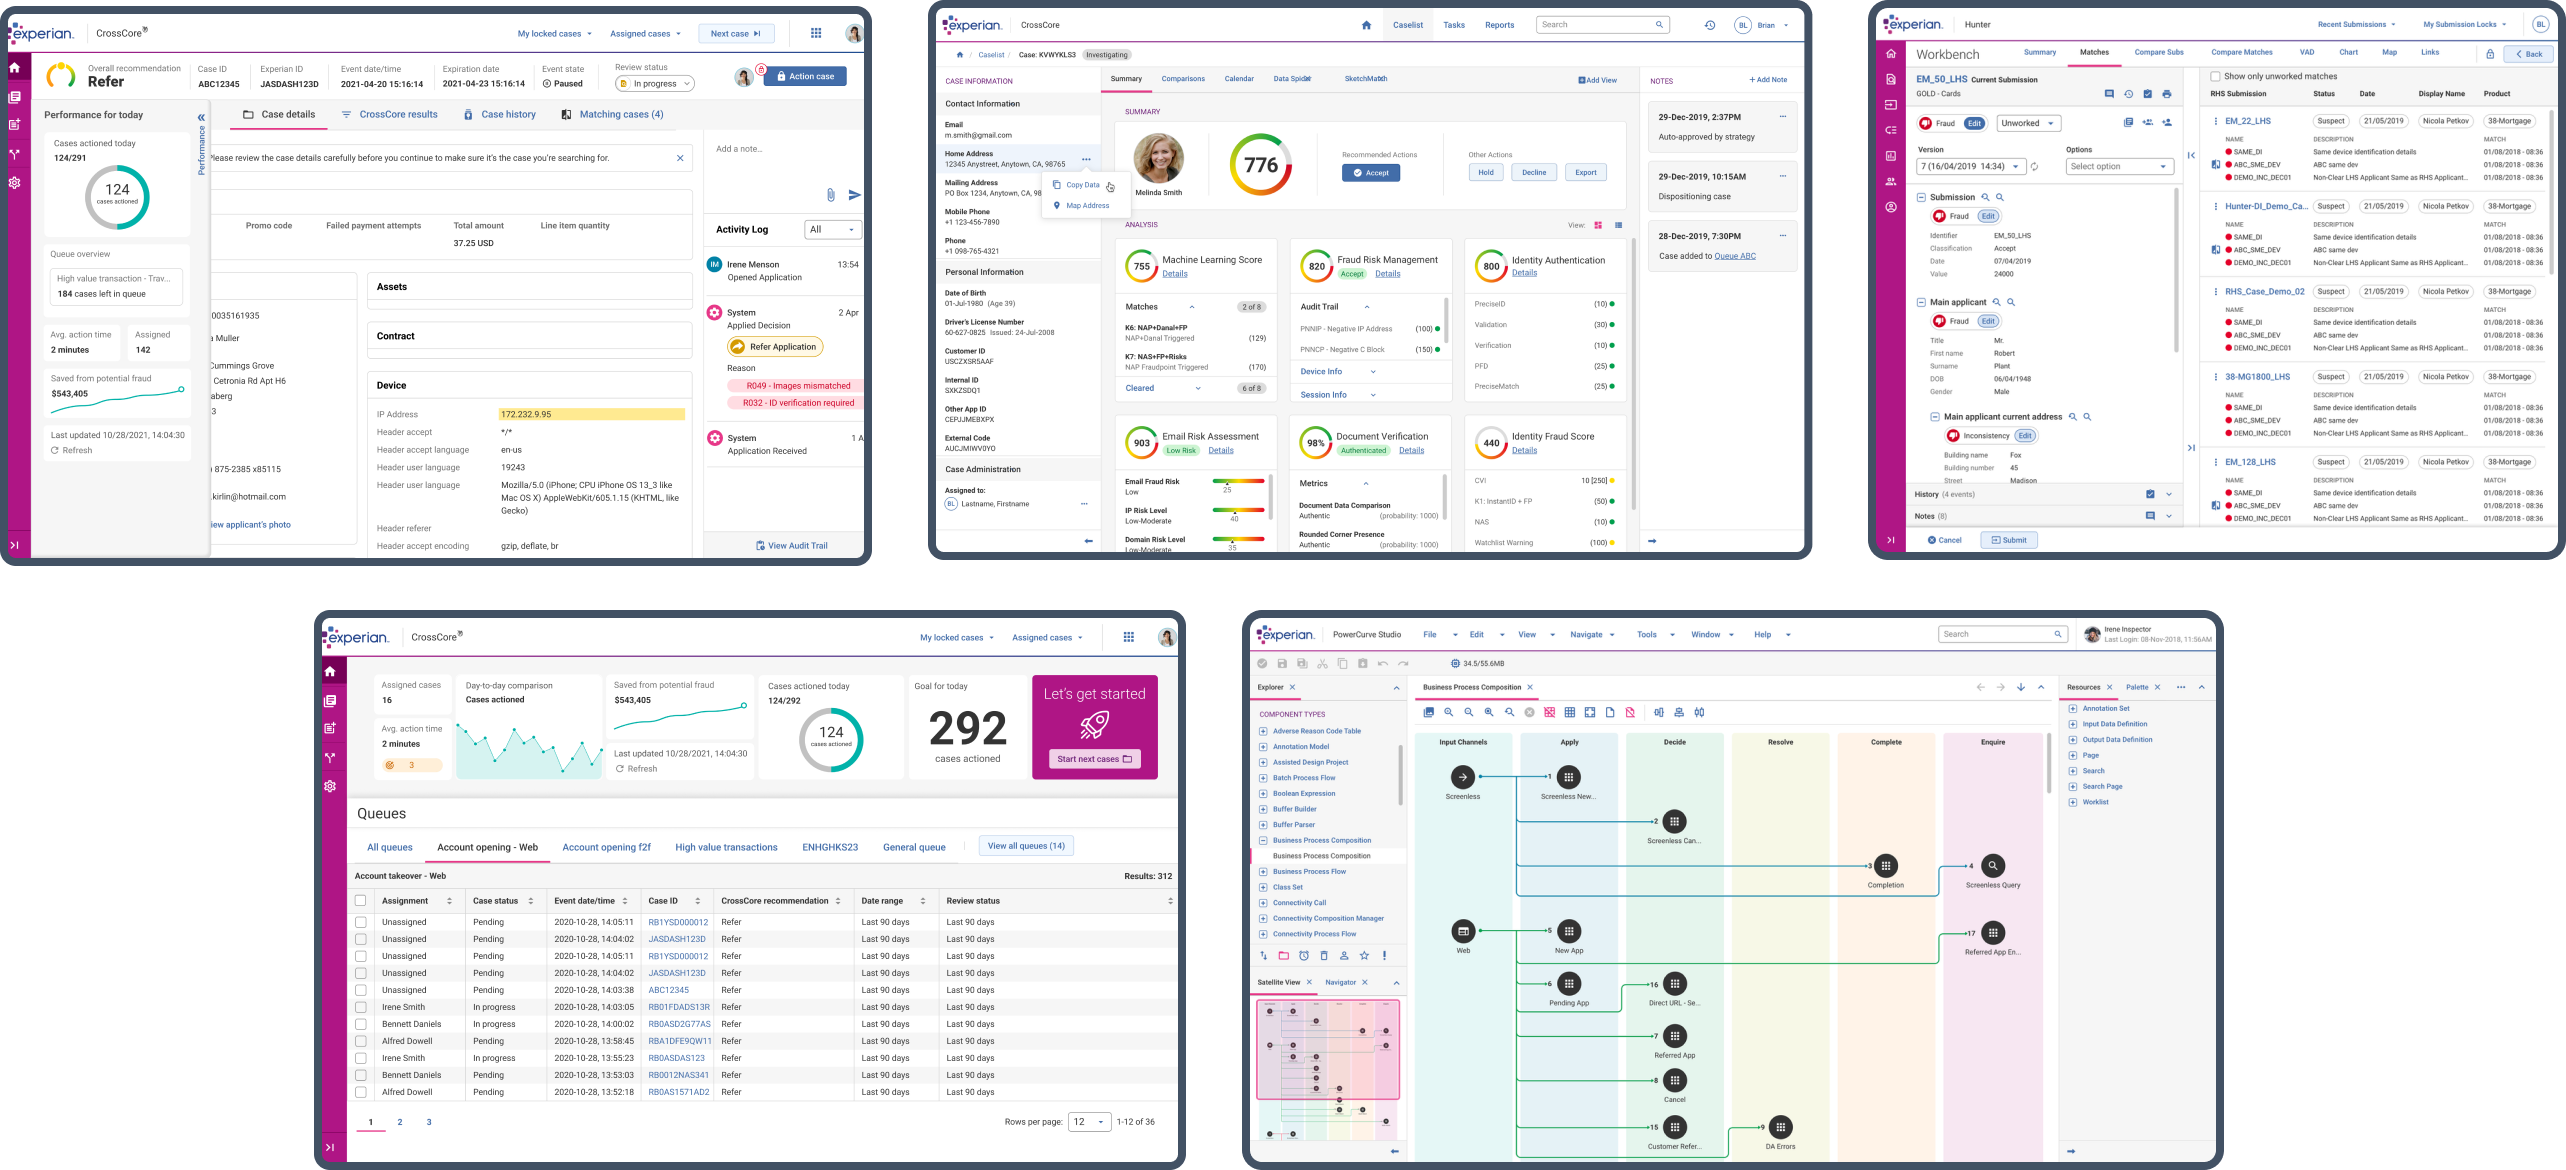 experian.
CrossCore®
My locked cases
Assigned cases
Next case
Overall recommendation
Refer
Case ID
ABC12345
Experian ID
JASDASH123D
Event date/time
2021-04-20 15:16:14
Expiration date
2021-04-23 15:16:14
Event state
Paused
Review status
In progress
Action case
Performance for today
Cases actioned today
124/291
124
cases actioned
Queue overview
High value transaction - Trav...
184 cases left in queue
Avg. action time
2 minutes
Assigned
142
Saved from potential fraud
$543,405
Last updated 10/28/2021, 14:04:30
Refresh
Performance
Case details
CrossCore results
Case history
Matching cases (4)
Please review the case details carefully before you continue to make sure it's the case you're searching for.
Promo code
Failed payment attempts
Total amount
37.25 USD
Line item quantity
0035161935
a Muller
Cummings Grove
Cetronia Rd Apt H6
aberg
3
875-2385 x85115
.kirlin@hotmail.com
iew applicant's photo
Assets
Contract
Device
IP Address
172.232.9.95
Header accept
*/*
Header accept language
en-us
Header user language
19243
Header user language
Mozilla/5.0 (iPhone; CPU iPhone OS 13_3 like
Mac OS X) AppleWebKit/605.1.15 (KHTML, like
Gecko)
Header referer
Header accept encoding
gzip, deflate, br
Add a note...
Activity Log
All
IM
Irene Menson
13:54
Opened Application
System
2 Apr
Applied Decision
Refer Application
Reason
R049 - Images mismatched
R032 - ID verification required
System
1 A
Application Received
View Audit Trail
experian.
CrossCore
Caselist
Tasks
Reports
Search
BL
Brian
/ Caselist / Case: KVWYKLS3
Investigating
CASE INFORMATION
Contact Information
Email
m.smith@gmail.com
Home Address
12345 Anystreet, Anytown, CA, 98765
Mailing Address
PO Box 1234, Anytown, CA, 98
Copy Data
Map Address
Mobile Phone
+1 123-456-7890
Phone
+1 098-765-4321
Personal Information
Date of Birth
01-Jul-1980 (Age 39)
Driver's License Number
60-627-0825 Issued: 24-Jul-2008
Customer ID
USCZXSR5AAF
Internal ID
SXKZSDQ1
Other App ID
CEPJJMEBXPX
External Code
AUCJMIWV0YO
Case Administration
Assigned to:
BL
Lastname, Firstname
Summary
Comparisons
Calendar
Data Spider
SketchMatch
Add View
SUMMARY
Melinda Smith
776
Recommended Actions
Accept
Other Actions
Hold
Decline
Export
ANALYSIS
View:
755
Machine Learning Score
Details
Matches
2 of 8
K6: NAP+Danal+FP
NAP+Danal Triggered
(129)
K7: NAS+FP+Risks
NAP Fraudpoint Triggered
(170)
Cleared
6 of 8
820
Fraud Risk Management
Accept
Details
Audit Trail
PNNIP - Negative IP Address
(100)
PNNCP - Negative C Block
(150)
Device Info
Session Info
800
Identity Authentication
Details
PreciseID
(10)
Validation
(30)
Verification
(10)
PFD
(25)
PreciseMatch
(25)
903
Email Risk Assessment
Low Risk
Details
Email Fraud Risk
Low
25
IP Risk Level
Low-Moderate
40
Domain Risk Level
Low-Moderate
35
98%
Document Verification
Authenticated
Details
Metrics
Document Data Comparison
Authentic
(probability: 1000)
Rounded Corner Presence
Authentic
(probability: 1000)
440
Identity Fraud Score
Details
CVI
10 [250]
K1: InstantID + FP
(50)
NAS
(10)
Watchlist Warning
(100)
NOTES
+ Add Note
29-Dec-2019, 2:37PM
Auto-approved by strategy
29-Dec-2019, 10:15AM
Dispositioning case
28-Dec-2019, 7:30PM
Case added to Queue ABC
experian.
Hunter
Recent Submissions
My Submission Locks
BL
Workbench
Summary
Matches
Compare Subs
Compare Matches
VAD
Chart
Map
Links
Back
EM_50_LHS Current Submission
GOLD - Cards
Fraud
Edit
Unworked
Version
7 (16/04/2019 14:34)
Options
Select option
Submission
Fraud
Edit
Identifier
EM_50_LHS
Classification
Accept
Date
07/04/2019
Value
24000
Main applicant
Fraud
Edit
Title
Mr.
First name
Robert
Surname
Plant
DOB
06/04/1948
Gender
Male
Main applicant current address
Inconsistency
Edit
Building name
Fox
Building number
45
Street
Madison
History (4 events)
Notes (8)
Cancel
Submit
Show only unworked matches
RHS Submission
Status
Date
Display Name
Product
EM_22_LHS
Suspect
21/05/2019
Nicola Petkov
38-Mortgage
NAME
DESCRIPTION
MATCH
SAME_DI
Same device identification details
01/08/2018 - 08:36
ABC_SME_DEV
ABC same dev
01/08/2018 - 08:36
DEMO_INC_DEC01
Non-Clear LHS Applicant Same as RHS Applicant...
01/08/2018 - 08:36
Hunter-DI_Demo_Ca...
Suspect
21/05/2019
Nicola Petkov
38-Mortgage
NAME
DESCRIPTION
MATCH
SAME_DI
Same device identification details
01/08/2018 - 08:36
ABC_SME_DEV
ABC same dev
01/08/2018 - 08:36
DEMO_INC_DEC01
Non-Clear LHS Applicant Same as RHS Applicant...
01/08/2018 - 08:36
RHS_Case_Demo_02
Suspect
21/05/2019
Nicola Petkov
38-Mortgage
NAME
DESCRIPTION
MATCH
SAME_DI
Same device identification details
01/08/2018 - 08:36
ABC_SME_DEV
ABC same dev
01/08/2018 - 08:36
DEMO_INC_DEC01
Non-Clear LHS Applicant Same as RHS Applicant...
01/08/2018 - 08:36
38-MG1800_LHS
Suspect
21/05/2019
Nicola Petkov
38-Mortgage
NAME
DESCRIPTION
MATCH
SAME_DI
Same device identification details
01/08/2018 - 08:36
ABC_SME_DEV
ABC same dev
01/08/2018 - 08:36
DEMO_INC_DEC01
Non-Clear LHS Applicant Same as RHS Applicant...
01/08/2018 - 08:36
EM_128_LHS
Suspect
21/05/2019
Nicola Petkov
38-Mortgage
NAME
DESCRIPTION
MATCH
SAME_DI
Same device identification details
01/08/2018 - 08:36
ABC_SME_DEV
ABC same dev
01/08/2018 - 08:36
DEMO_INC_DEC01
Non-Clear LHS Applicant Same as RHS Applicant...
01/08/2018 - 08:36
experian.
CrossCore®
My locked cases
Assigned cases
Assigned cases
16
Avg. action time
2 minutes
3
Day-to-day comparison
Cases actioned
Saved from potential fraud
$543,405
Last updated 10/28/2021, 14:04:30
Refresh
Cases actioned today
124/292
124
cases actioned
Goal for today
292
cases actioned
Let's get started
Start next cases
Queues
All queues
Account opening - Web
Account opening f2f
High value transactions
ENHGHKS23
General queue
View all queues (14)
Account takeover - Web
Results: 312
Assignment Case status Event date/time Case ID CrossCore recommendation Date range Review status
Unassigned Pending 2020-10-28, 14:05:11 RB1YSD000012 Refer Last 90 days Last 90 days
Unassigned Pending 2020-10-28, 14:04:02 JASDASH123D Refer Last 90 days Last 90 days
Unassigned Pending 2020-10-28, 14:05:11 RB1YSD000012 Refer Last 90 days Last 90 days
Unassigned Pending 2020-10-28, 14:04:02 JASDASH123D Refer Last 90 days Last 90 days
Unassigned Pending 2020-10-28, 14:03:38 ABC12345 Refer Last 90 days Last 90 days
Irene Smith In progress 2020-10-28, 14:03:05 RB01FDADS13R Refer Last 90 days Last 90 days
Bennett Daniels In progress 2020-10-28, 14:00:02 RB0ASD2G77AS Refer Last 90 days Last 90 days
Alfred Dowell Pending 2020-10-28, 13:58:45 RBA1DFE9QW11 Refer Last 90 days Last 90 days
Irene Smith In progress 2020-10-28, 13:55:23 RB0ASDAS123 Refer Last 90 days Last 90 days
Bennett Daniels Pending 2020-10-28, 13:53:03 RB0012NAS341 Refer Last 90 days Last 90 days
Alfred Dowell Pending 2020-10-28, 13:52:18 RB0AS1571AD2 Refer Last 90 days Last 90 days
1 2 3
Rows per page: 12 1-12 of 36
experian.
PowerCurve Studio
File
Edit
View
Navigate
Tools
Window
Help
Search
Irene Inspector
Last Login: 08-Nov-2018, 11:56AM
34.5/55.6MB
Explorer
COMPONENT TYPES
Adverse Reason Code Table
Annotation Model
Assisted Design Project
Batch Process Flow
Boolean Expression
Buffer Builder
Buffer Parser
Business Process Composition
Business Process Composition
Business Process Flow
Class Set
Connectivity Call
Connectivity Composition Manager
Connectivity Process Flow
Satellite View
Navigator
Business Process Composition
Input Channels
Apply
Decide
Resolve
Complete
Enquire
Screenless
1
Screenless New...
2
Screenless Can...
3
Completion
4
Screenless Query
Web
5
New App
17
Referred App En...
6
Pending App
16
Direct URL - Se...
7
Referred App
8
Cancel
15
Customer Refer...
9
DA Errors
Resources
Palette
Annotation Set
Input Data Definition
Output Data Definition
Page
Search
Search Page
Worklist